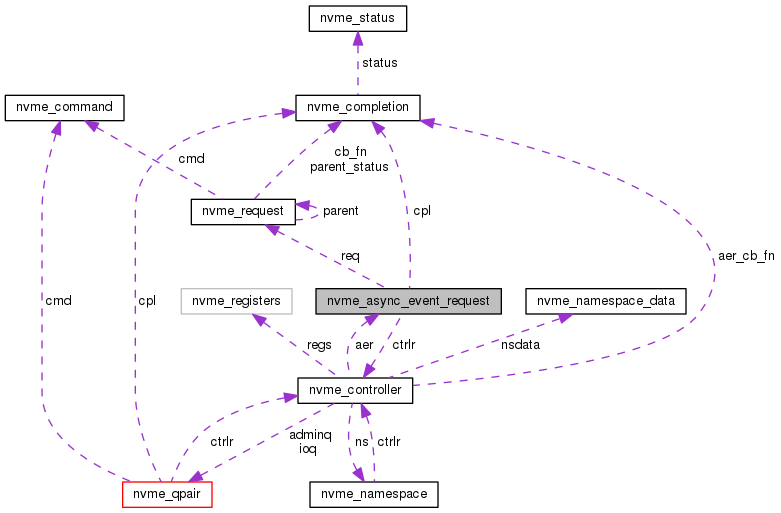 nvme_status
status
nvme_command
nvme_completion
cmd
cb_fn
parent_status
nvme_request
parent
cpl
req
aer_cb_fn
nvme_registers
nvme_async_event_request
nvme_namespace_data
cmd
cpl
regs
aer
ctrlr
nsdata
nvme_controller
ctrlr
adminq
ioq
ns
ctrlr
nvme_qpair
nvme_namespace